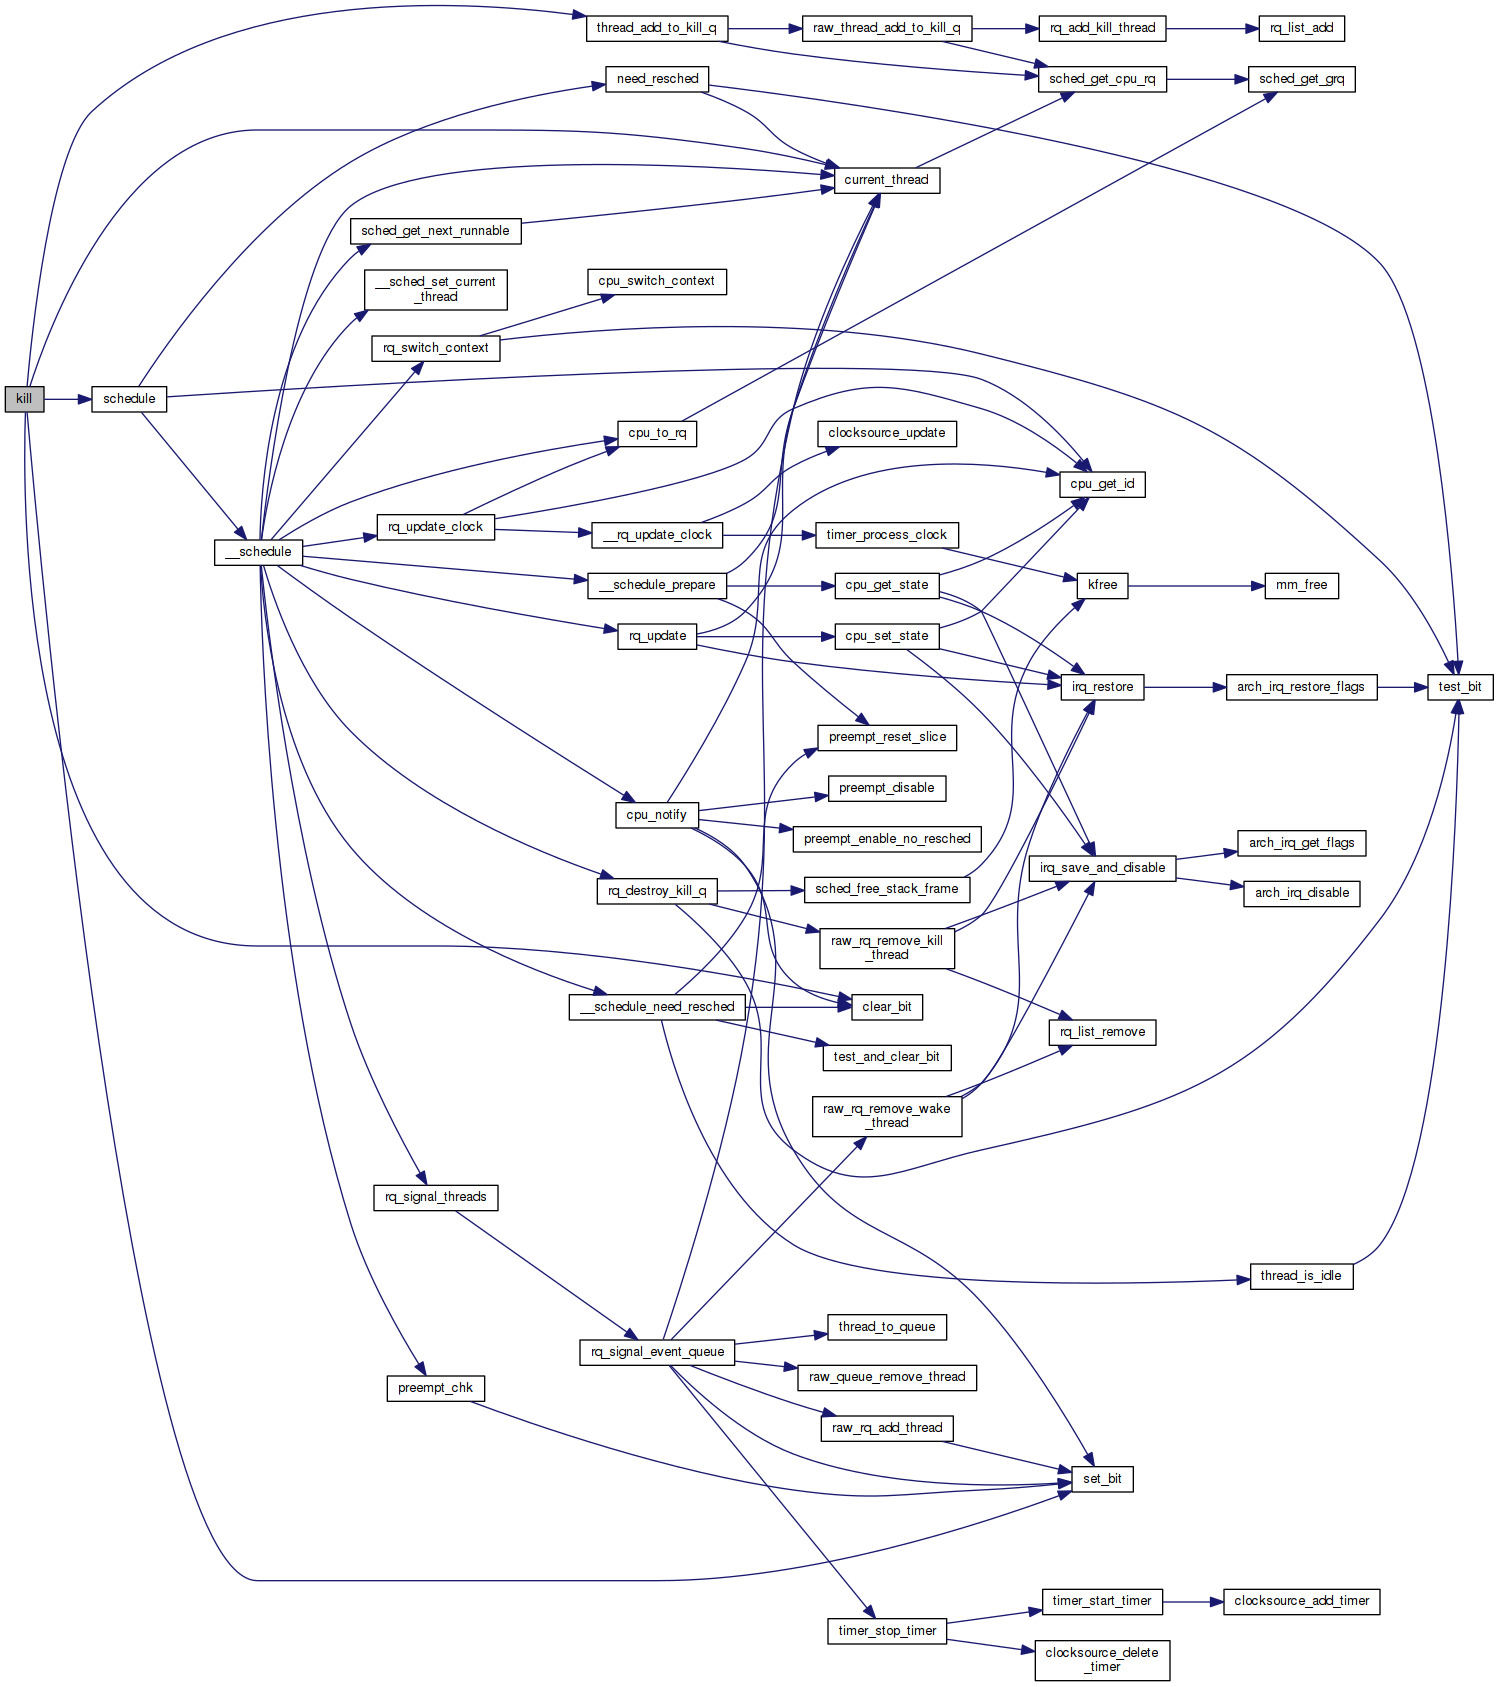 thread_add_to_kill_q
raw_thread_add_to_kill_q
rq_add_kill_thread
rq_list_add
need_resched
sched_get_cpu_rq
sched_get_grq
current_thread
sched_get_next_runnable
__sched_set_current
_thread
cpu_switch_context
rq_switch_context
kill
schedule
cpu_to_rq
clocksource_update
cpu_get_id
rq_update_clock
__rq_update_clock
timer_process_clock
__schedule
__schedule_prepare
cpu_get_state
kfree
mm_free
rq_update
cpu_set_state
irq_restore
arch_irq_restore_flags
test_bit
preempt_reset_slice
preempt_disable
cpu_notify
preempt_enable_no_resched
arch_irq_get_flags
irq_save_and_disable
rq_destroy_kill_q
sched_free_stack_frame
arch_irq_disable
raw_rq_remove_kill
_thread
__schedule_need_resched
clear_bit
rq_list_remove
test_and_clear_bit
raw_rq_remove_wake
_thread
rq_signal_threads
thread_is_idle
thread_to_queue
rq_signal_event_queue
raw_queue_remove_thread
preempt_chk
raw_rq_add_thread
set_bit
timer_start_timer
clocksource_add_timer
timer_stop_timer
clocksource_delete
_timer